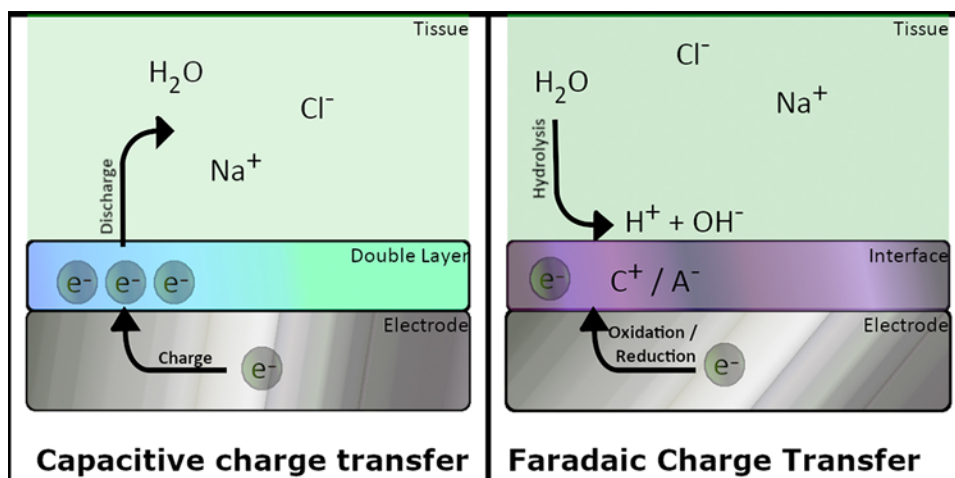 Tissue
H₂O
Cl⁻
Na⁺
Discharge
Double Layer
e⁻ e⁻ e⁻
Electrode
Charge
e⁻
Capacitive charge transfer
Tissue
Cl⁻
H₂O
Na⁺
Hydrolysis
H⁺ + OH⁻
Interface
e⁻
C⁺ / A⁻
Electrode
Oxidation /
Reduction
e⁻
Faradaic Charge Transfer